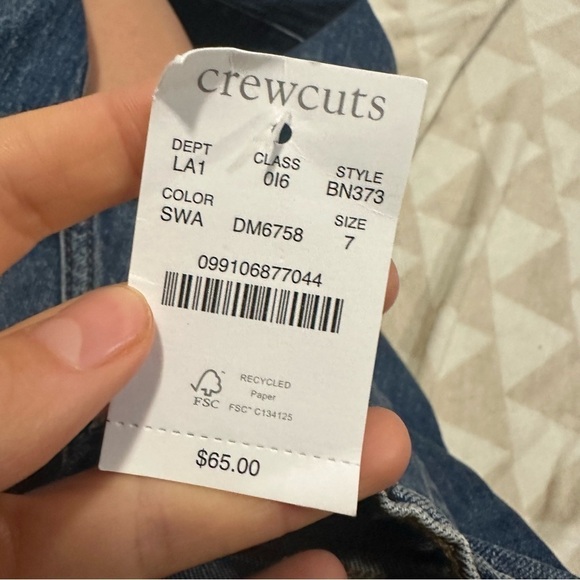 crewcuts
DEPT CLASS STYLE
LA1 0I6 BN373
COLOR SIZE
SWA DM6758 7
099106877044
FSC
RECYCLED
Paper
FSC™ C134125
$65.00